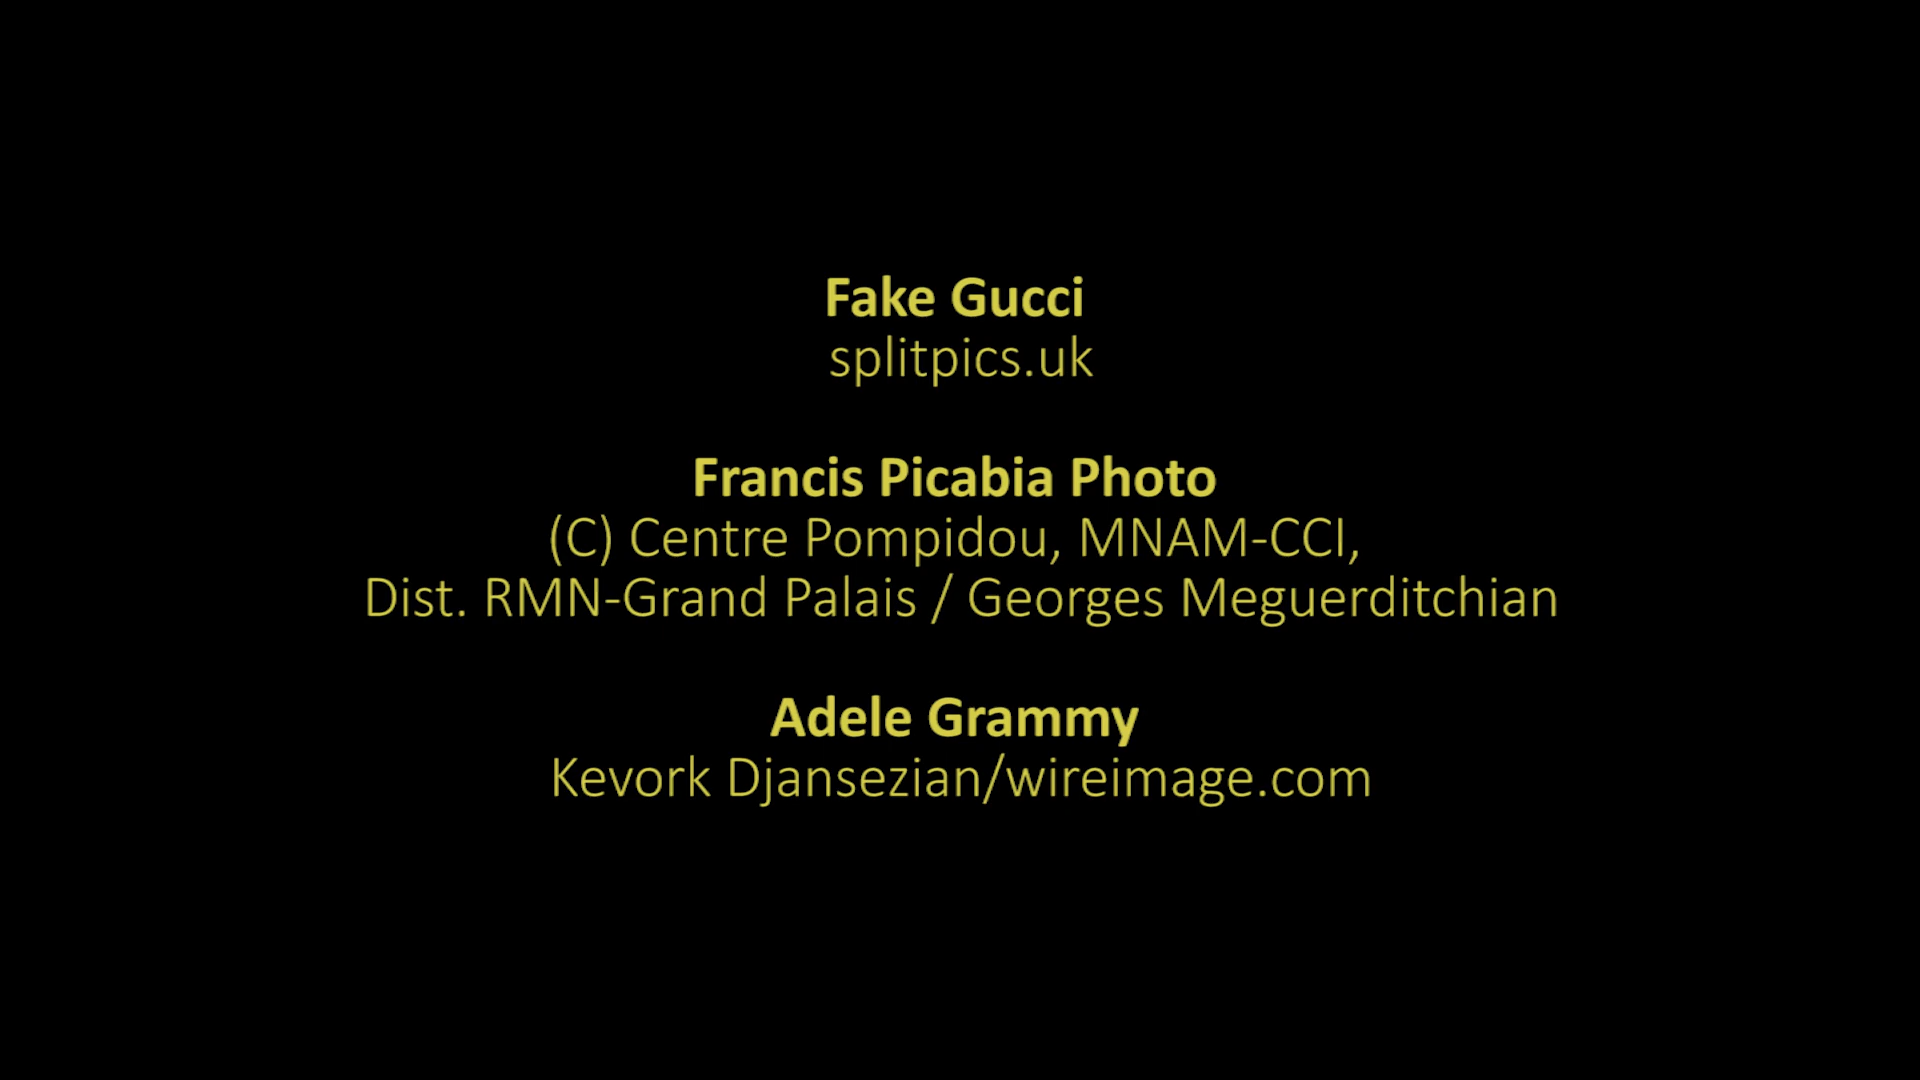 Fake Gucci
splitpics.uk
Francis Picabia Photo
(C) Centre Pompidou, MNAM-CCI,
Dist. RMN-Grand Palais / Georges Meguerditchian
Adele Grammy
Kevork Djansezian/wireimage.com